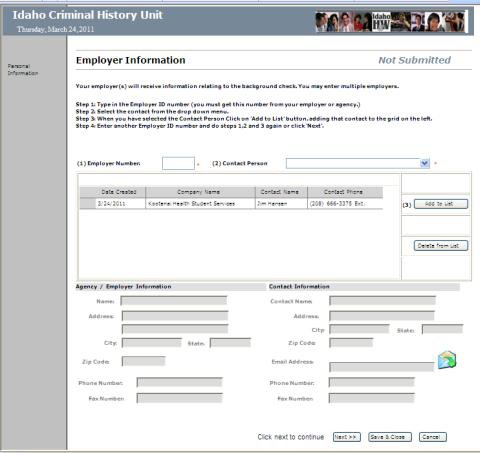 Idaho Criminal History Unit
Thursday, March 24, 2011
Idaho
HW
Personal
Information
Employer Information
Not Submitted
Your employer(s) will receive information relating to the background check. You may enter multiple employers.
Step 1: Type in the Employer ID number (you must get this number from your employer or agency.)
Step 2: Select the contact from the drop down menu.
Step 3: When you have selected the Contact Person Click on 'Add to List' button, adding that contact to the grid on the left.
Step 4: Enter another Employer ID number and do steps 1,2 and 3 again or click 'Next'.
(1) Employer Number: * (2) Contact Person *
Date Created Company Name Contact Name Contact Phone
3/24/2011 Kootenai Health Student Services Jim Hansen (208) 666-3375 Ext:
(3) Add to List
Delete from List
Agency / Employer Information Contact Information
Name: Contact Name:
Address: Address:
City: State: City: State:
Zip Code: Zip Code:
Email Address:
Phone Number: Phone Number:
Fax Number: Fax Number:
Click next to continue Next >> Save & Close Cancel